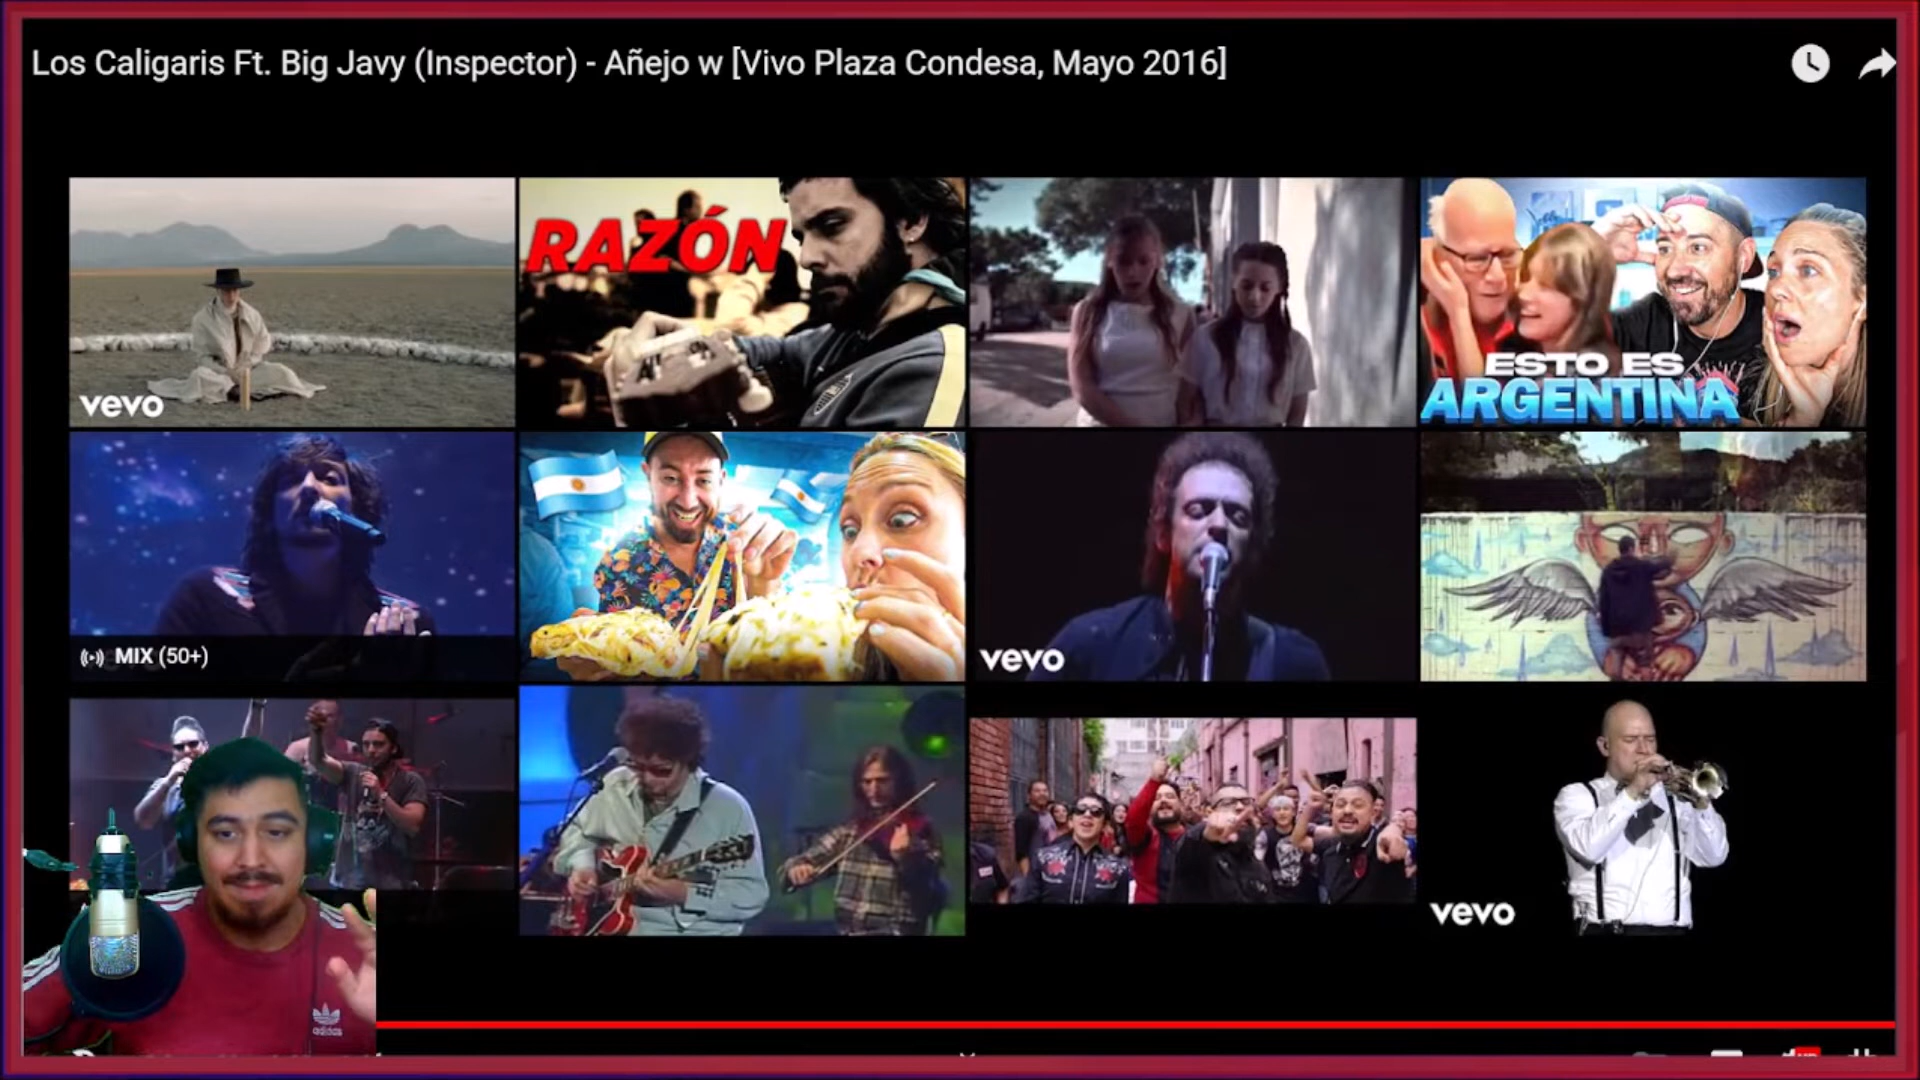 Los Caligaris Ft. Big Javy (Inspector) - Añejo w [Vivo Plaza Condesa, Mayo 2016]
vevo
RAZÓN
ESTO ES
ARGENTINA
MIX (50+)
vevo
vevo
adidas